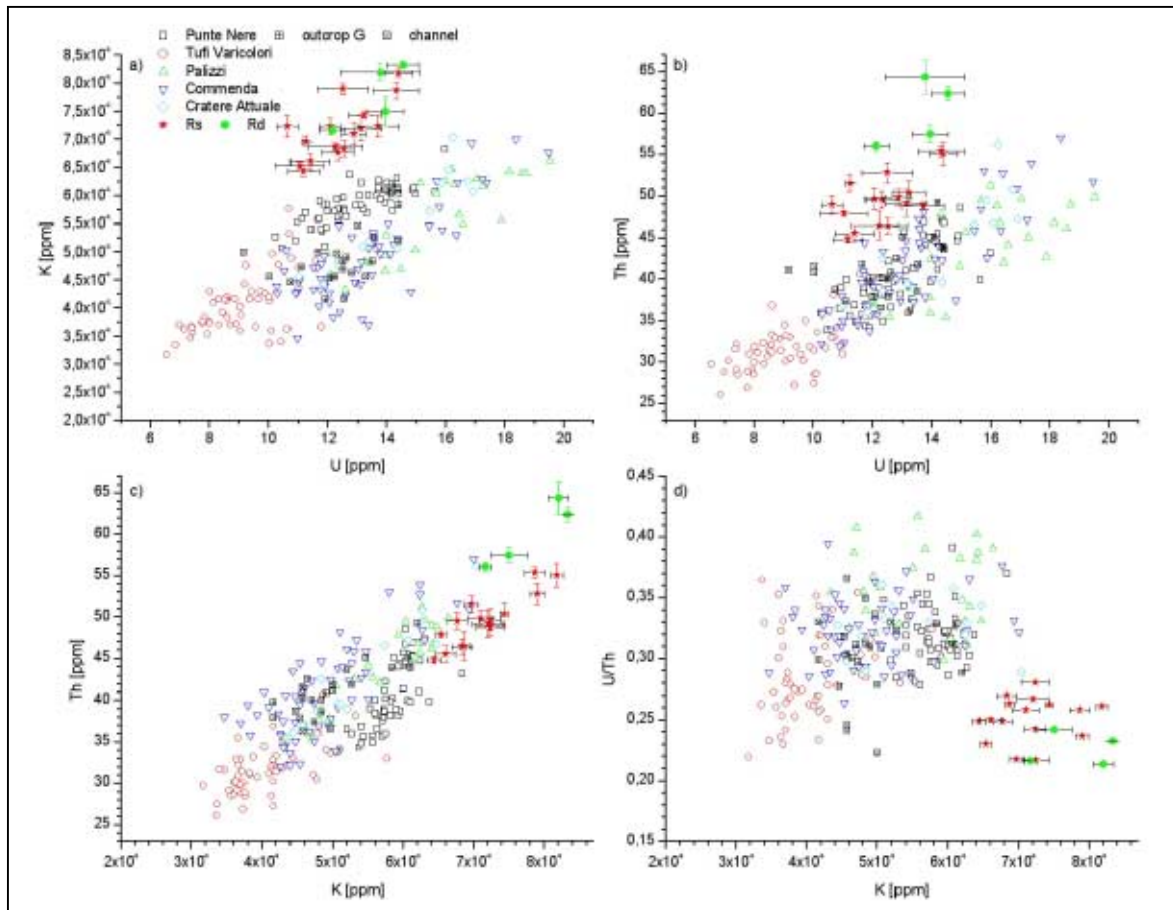 □ Punte Nere ⊞ outcrop G ⊠ channel
Tufi Varicolori
Palizzi
Commenda
Cratere Attuale
Rs Rd
a)
8,5x10⁴
8,0x10⁴
7,5x10⁴
7,0x10⁴
6,5x10⁴
6,0x10⁴
5,5x10⁴
5,0x10⁴
4,5x10⁴
4,0x10⁴
3,5x10⁴
3,0x10⁴
2,5x10⁴
2,0x10⁴
K [ppm]
6 8 10 12 14 16 18 20
U [ppm]
b)
65
60
55
50
45
40
35
30
25
Th [ppm]
6 8 10 12 14 16 18 20
U [ppm]
c)
65
60
55
50
45
40
35
30
25
Th [ppm]
2x10⁴ 3x10⁴ 4x10⁴ 5x10⁴ 6x10⁴ 7x10⁴ 8x10⁴
K [ppm]
d)
0,45
0,40
0,35
0,30
0,25
0,20
0,15
U/Th
2x10⁴ 3x10⁴ 4x10⁴ 5x10⁴ 6x10⁴ 7x10⁴ 8x10⁴
K [ppm]